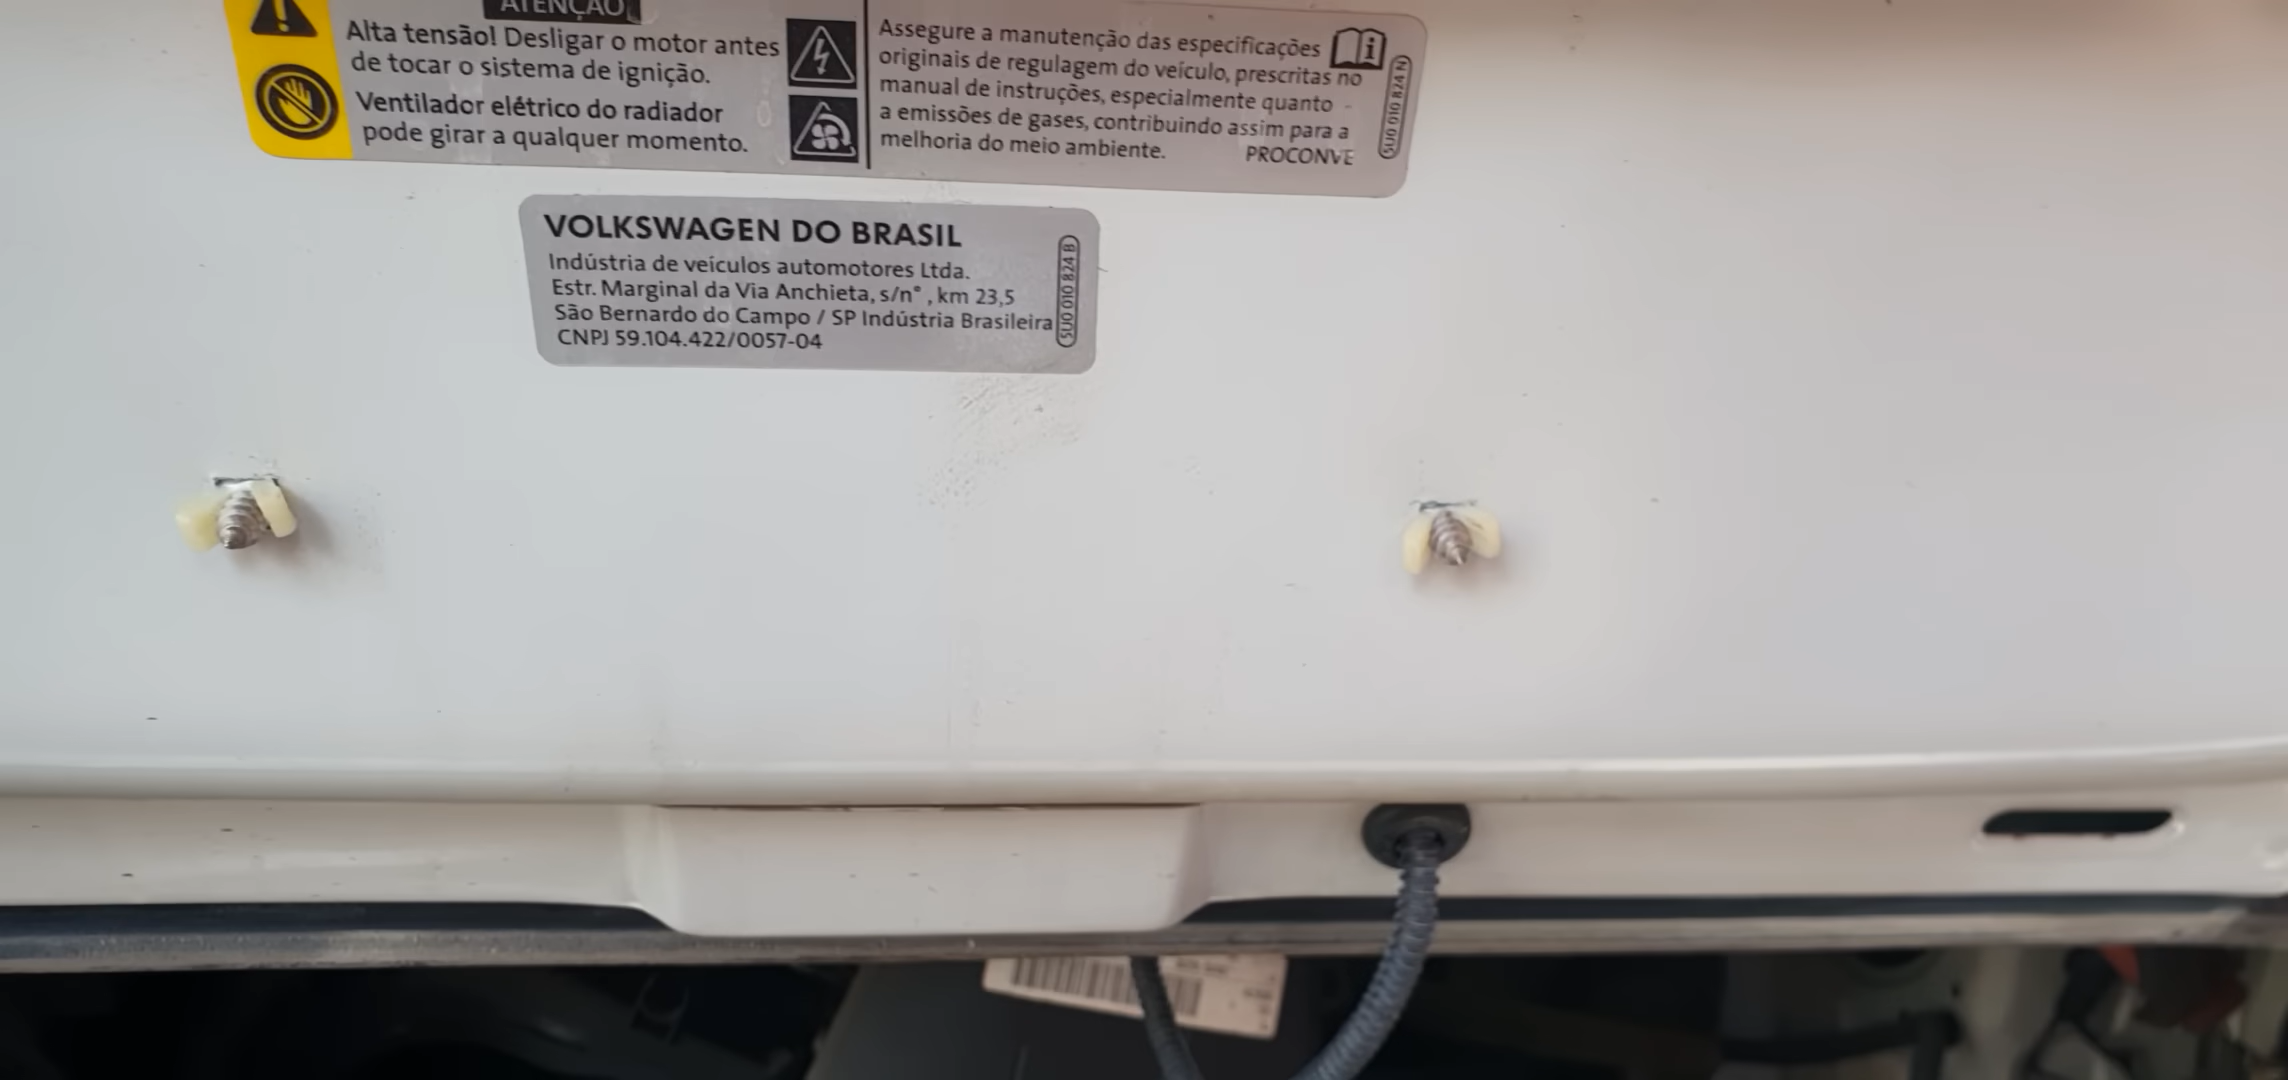 ATENÇÃO
Alta tensão! Desligar o motor antes
de tocar o sistema de ignição.
Ventilador elétrico do radiador
pode girar a qualquer momento.
Assegure a manutenção das especificações
originais de regulagem do veículo, prescritas no
manual de instruções, especialmente quanto
a emissões de gases, contribuindo assim para a
melhoria do meio ambiente.
PROCONVE
5U0 010 824 N
VOLKSWAGEN DO BRASIL
Indústria de veículos automotores Ltda.
Estr. Marginal da Via Anchieta, s/n° , km 23,5
São Bernardo do Campo / SP Indústria Brasileira
CNPJ 59.104.422/0057-04
5U0 010 824 B